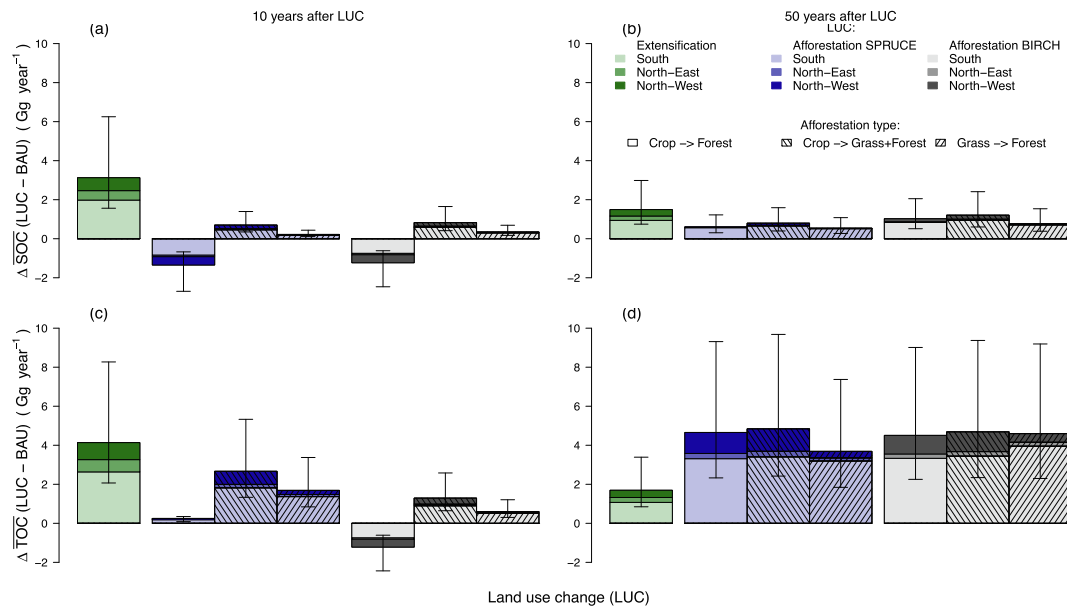 10 years after LUC
50 years after LUC
(a)
(b)
LUC:
Extensification
Afforestation SPRUCE
Afforestation BIRCH
South
South
South
North−East
North−East
North−East
North−West
North−West
North−West
Afforestation type:
Crop −> Forest
Crop −> Grass+Forest
Grass −> Forest
Δ SOC (LUC − BAU) ( Gg year−1 )
10
8
6
4
2
0
−2
10
8
6
4
2
0
−2
(c)
(d)
Δ TOC (LUC − BAU) ( Gg year−1 )
10
8
6
4
2
0
−2
10
8
6
4
2
0
−2
Land use change (LUC)